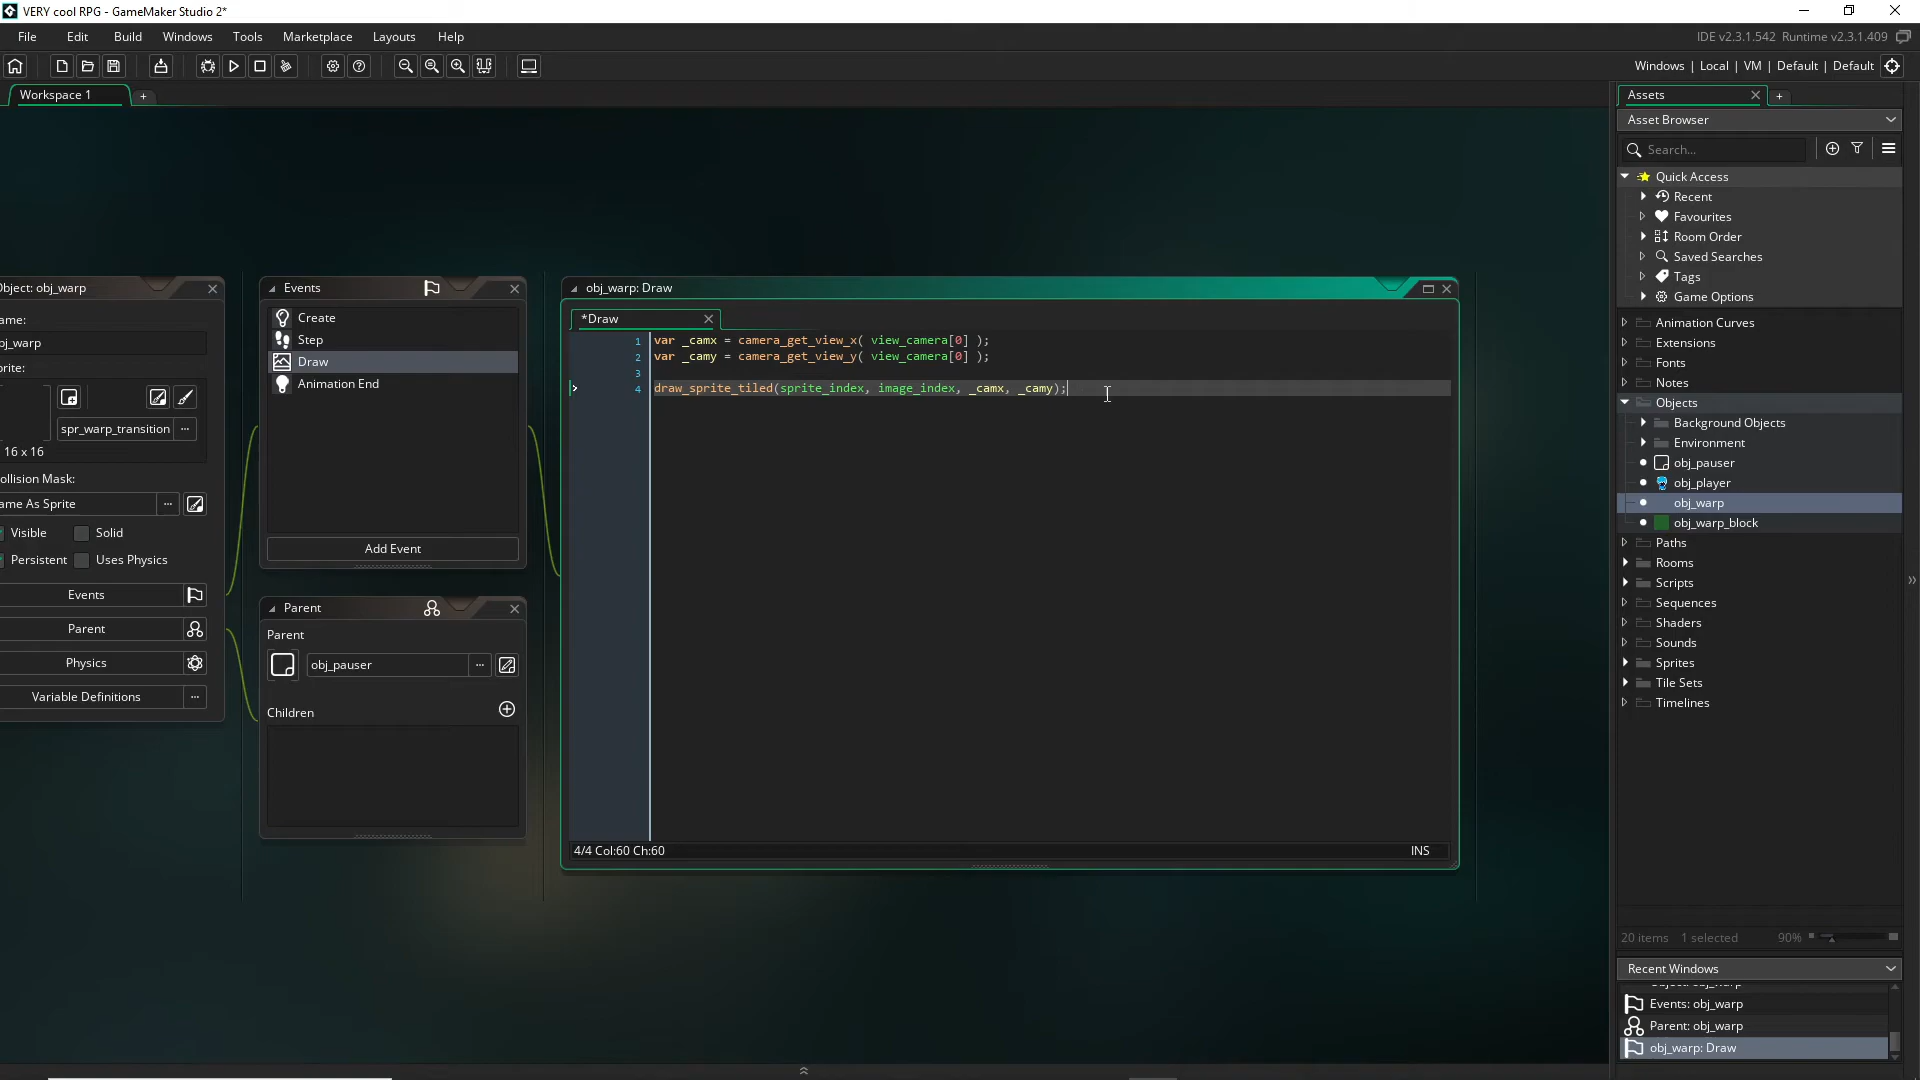 VERY cool RPG - GameMaker Studio 2*
File Edit Build Windows Tools Marketplace Layouts Help
IDE v2.3.1.542 Runtime v2.3.1.409
Windows | Local | VM | Default | Default
Workspace 1
Assets
Asset Browser
Search...
Quick Access
Recent
Favourites
Room Order
Saved Searches
Tags
Game Options
Animation Curves
Extensions
Fonts
Notes
Objects
Background Objects
Environment
obj_pauser
obj_player
obj_warp
obj_warp_block
Paths
Rooms
Scripts
Sequences
Shaders
Sounds
Sprites
Tile Sets
Timelines
20 items 1 selected 90%
Recent Windows
Events: obj_warp
Parent: obj_warp
obj_warp: Draw
bject: obj_warp
ame:
bj_warp
prite:
spr_warp_transition
16 x 16
ollision Mask:
ame As Sprite
Visible
Solid
Persistent
Uses Physics
Events
Parent
Physics
Variable Definitions
Events
Create
Step
Draw
Animation End
Add Event
Parent
Parent
obj_pauser
Children
obj_warp: Draw
*Draw
1 var _camx = camera_get_view_x( view_camera[0] );
2 var _camy = camera_get_view_y( view_camera[0] );
3
4 draw_sprite_tiled(sprite_index, image_index, _camx, _camy);
4/4 Col:60 Ch:60
INS